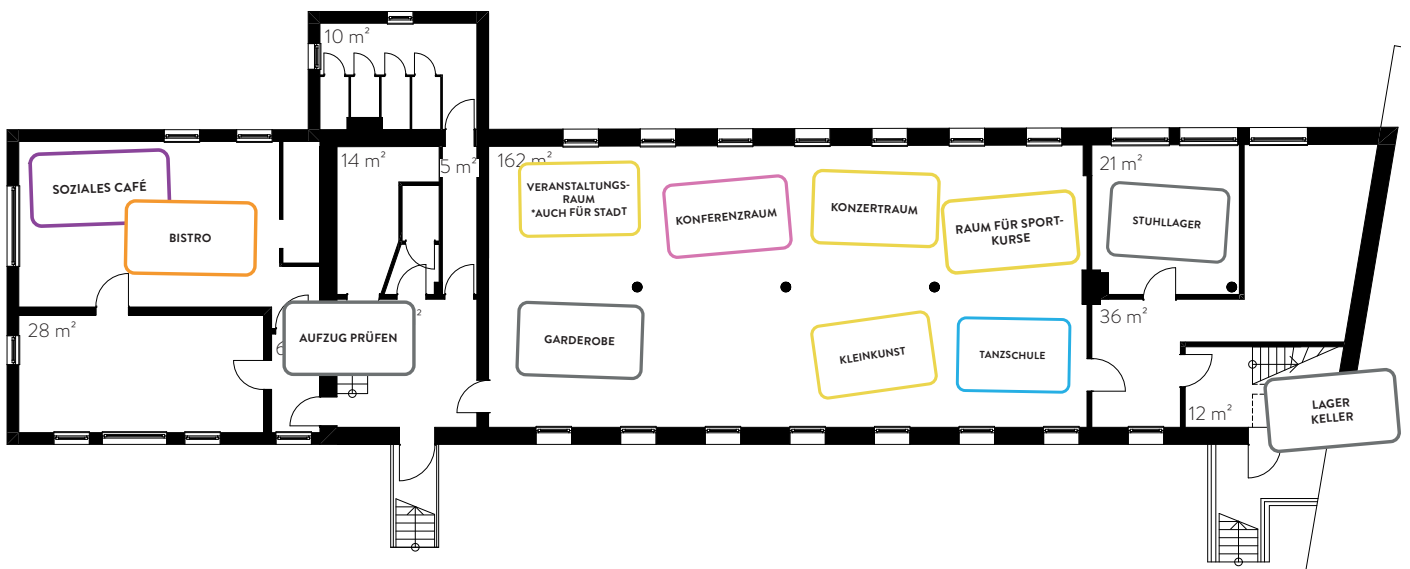 10 m²
14 m²
5 m²
162 m²
21 m²
SOZIALES CAFÉ
BISTRO
VERANSTALTUNGS-
RAUM
*AUCH FÜR STADT
KONFERENZRAUM
KONZERTRAUM
RAUM FÜR SPORT-
KURSE
STUHLLAGER
28 m²
AUFZUG PRÜFEN
GARDEROBE
KLEINKUNST
TANZSCHULE
36 m²
12 m²
LAGER
KELLER